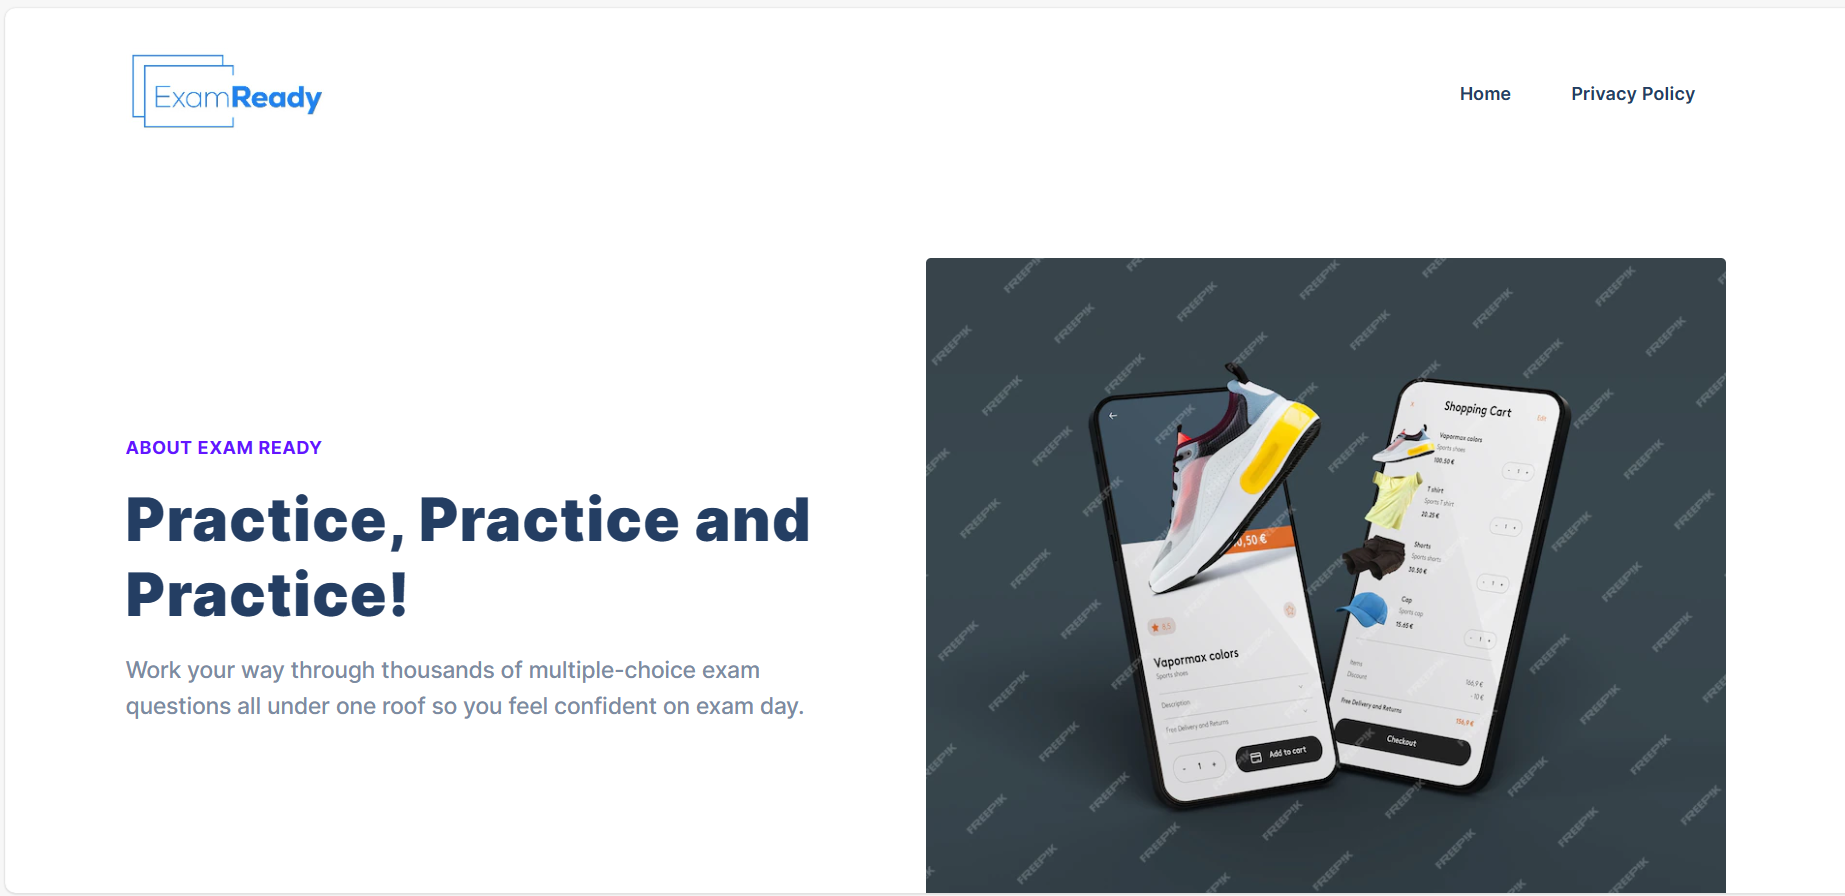 ExamReady
Home
Privacy Policy
ABOUT EXAM READY
Practice, Practice and
Practice!
Work your way through thousands of multiple-choice exam
questions all under one roof so you feel confident on exam day.
FREEPIK
Vapormax colors
Sports shoes
Description
Free Delivery and Returns
- 1 +
Add to cart
Shopping Cart
Edit
Vapormax colors
Sports shoes
100.50 €
- 1 +
T shirt
Sports T shirt
20.25 €
- 1 +
Shorts
Sports shorts
30.50 €
- 1 +
Cap
Sports cap
15.65 €
- 1 +
Items
166,9 €
Discount
- 10 €
Free Delivery and Returns
156,9 €
Checkout